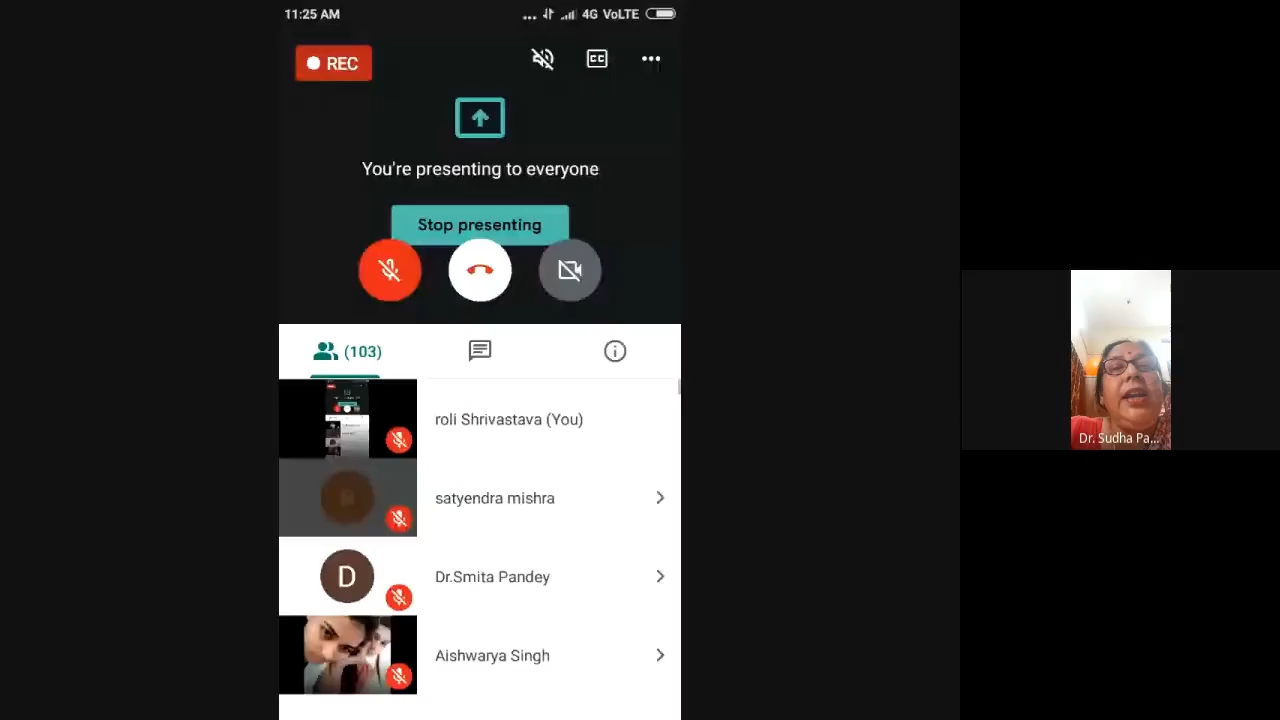 11:25 AM
4G VoLTE
REC
CC
You're presenting to everyone
Stop presenting
(103)
roli Shrivastava (You)
satyendra mishra
D
Dr.Smita Pandey
Aishwarya Singh
Dr. Sudha Pa...